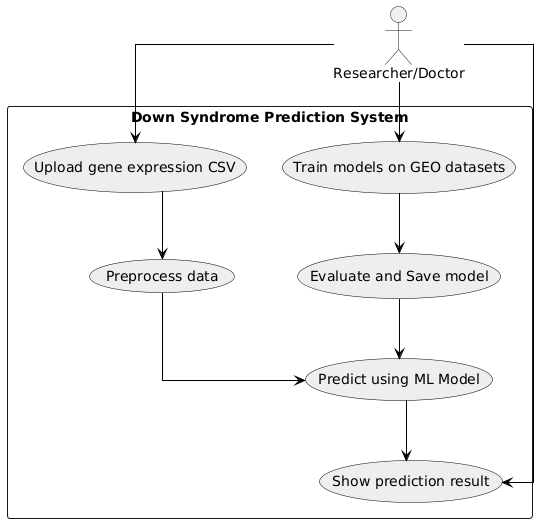 Researcher/Doctor
Down Syndrome Prediction System
Upload gene expression CSV
Train models on GEO datasets
Preprocess data
Evaluate and Save model
Predict using ML Model
Show prediction result